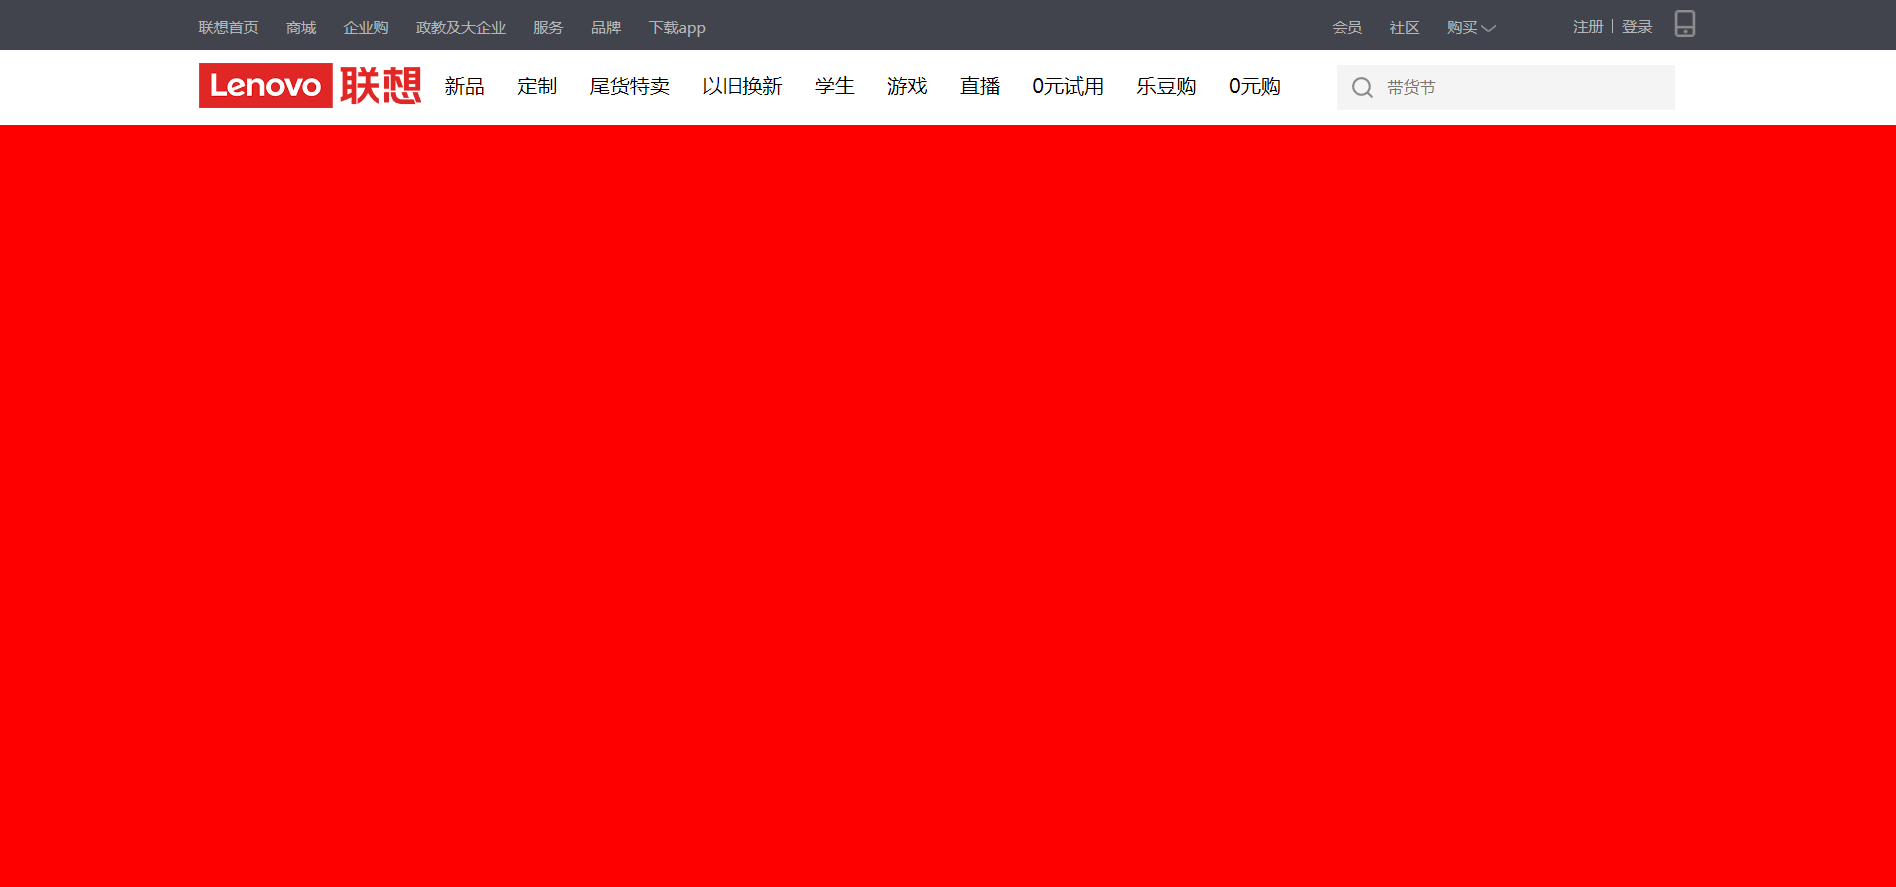 联想首页 商城 企业购 政教及大企业 服务 品牌 下载app 会员 社区 购买 注册 登录
Lenovo 联想 新品 定制 尾货特卖 以旧换新 学生 游戏 直播 0元试用 乐豆购 0元购 带货节